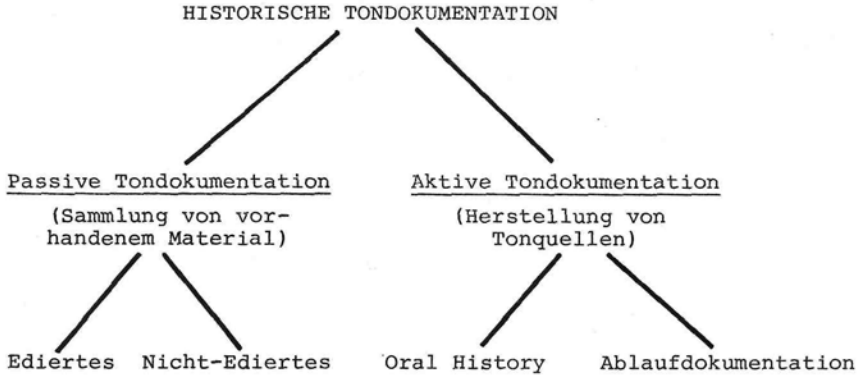 HISTORISCHE TONDOKUMENTATION
Passive Tondokumentation
(Sammlung von vor-
handenem Material)
Aktive Tondokumentation
(Herstellung von
Tonquellen)
Ediertes Nicht-Ediertes Oral History Ablaufdokumentation